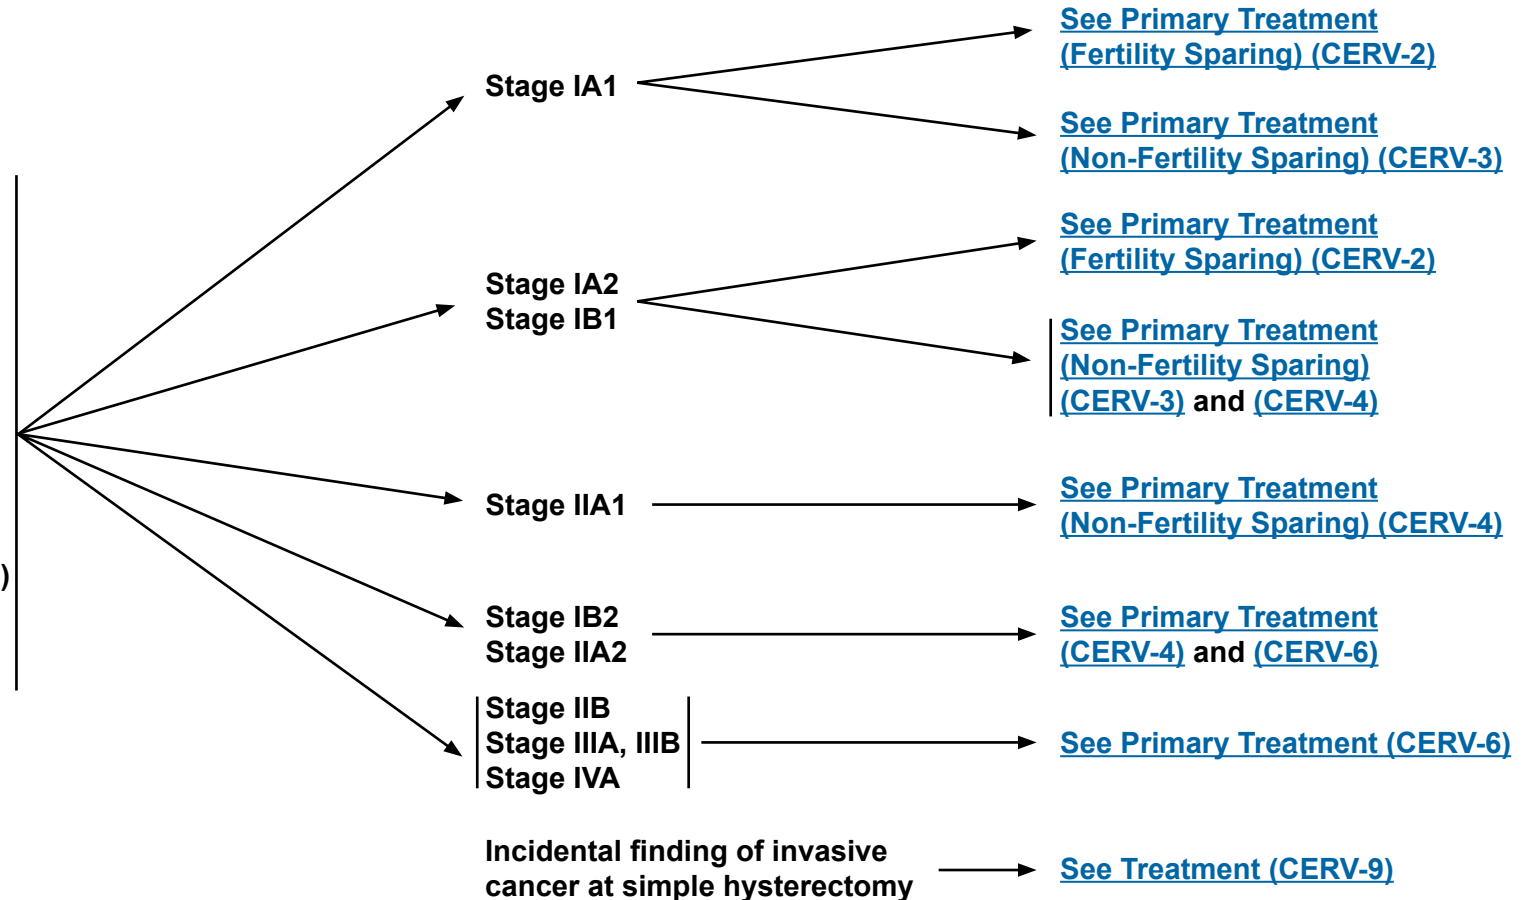 See Primary Treatment
(Fertility Sparing) (CERV-2)
Stage IA1
See Primary Treatment
(Non-Fertility Sparing) (CERV-3)
See Primary Treatment
(Fertility Sparing) (CERV-2)
Stage IA2
Stage IB1
See Primary Treatment
(Non-Fertility Sparing)
(CERV-3) and (CERV-4)
Stage IIA1
See Primary Treatment
(Non-Fertility Sparing) (CERV-4)
)
Stage IB2
Stage IIA2
See Primary Treatment
(CERV-4) and (CERV-6)
Stage IIB
Stage IIIA, IIIB
Stage IVA
See Primary Treatment (CERV-6)
Incidental finding of invasive
cancer at simple hysterectomy
See Treatment (CERV-9)